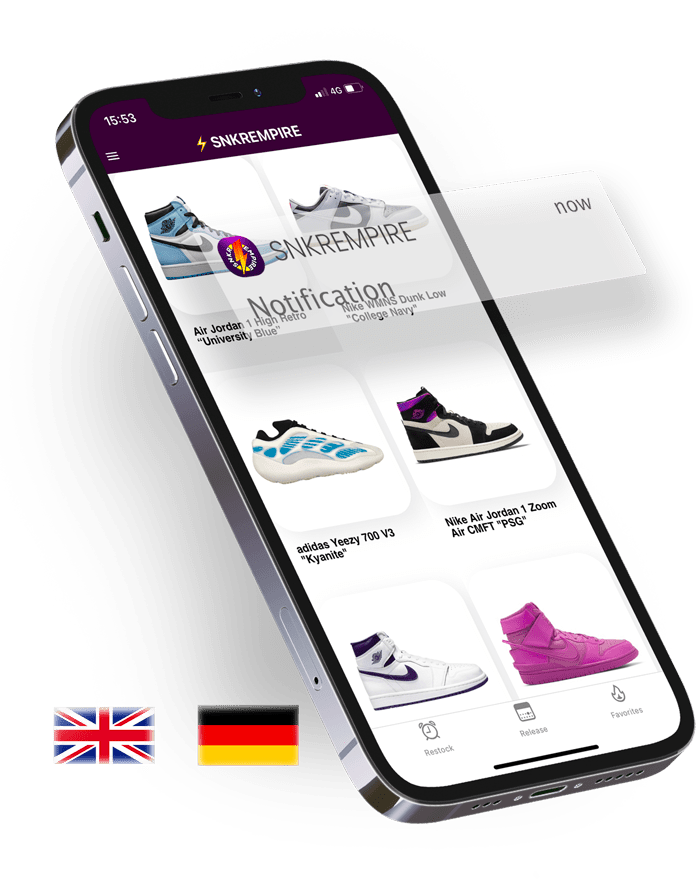 15:53
4G
SNKREMPIRE
now
SNKREMPIRE
Notification
Air Jordan 1 High Retro
"University Blue"
Nike WMNS Dunk Low
"College Navy"
adidas Yeezy 700 V3
"Kyanite"
Nike Air Jordan 1 Zoom
Air CMFT "PSG"
Restock
Release
Favorites